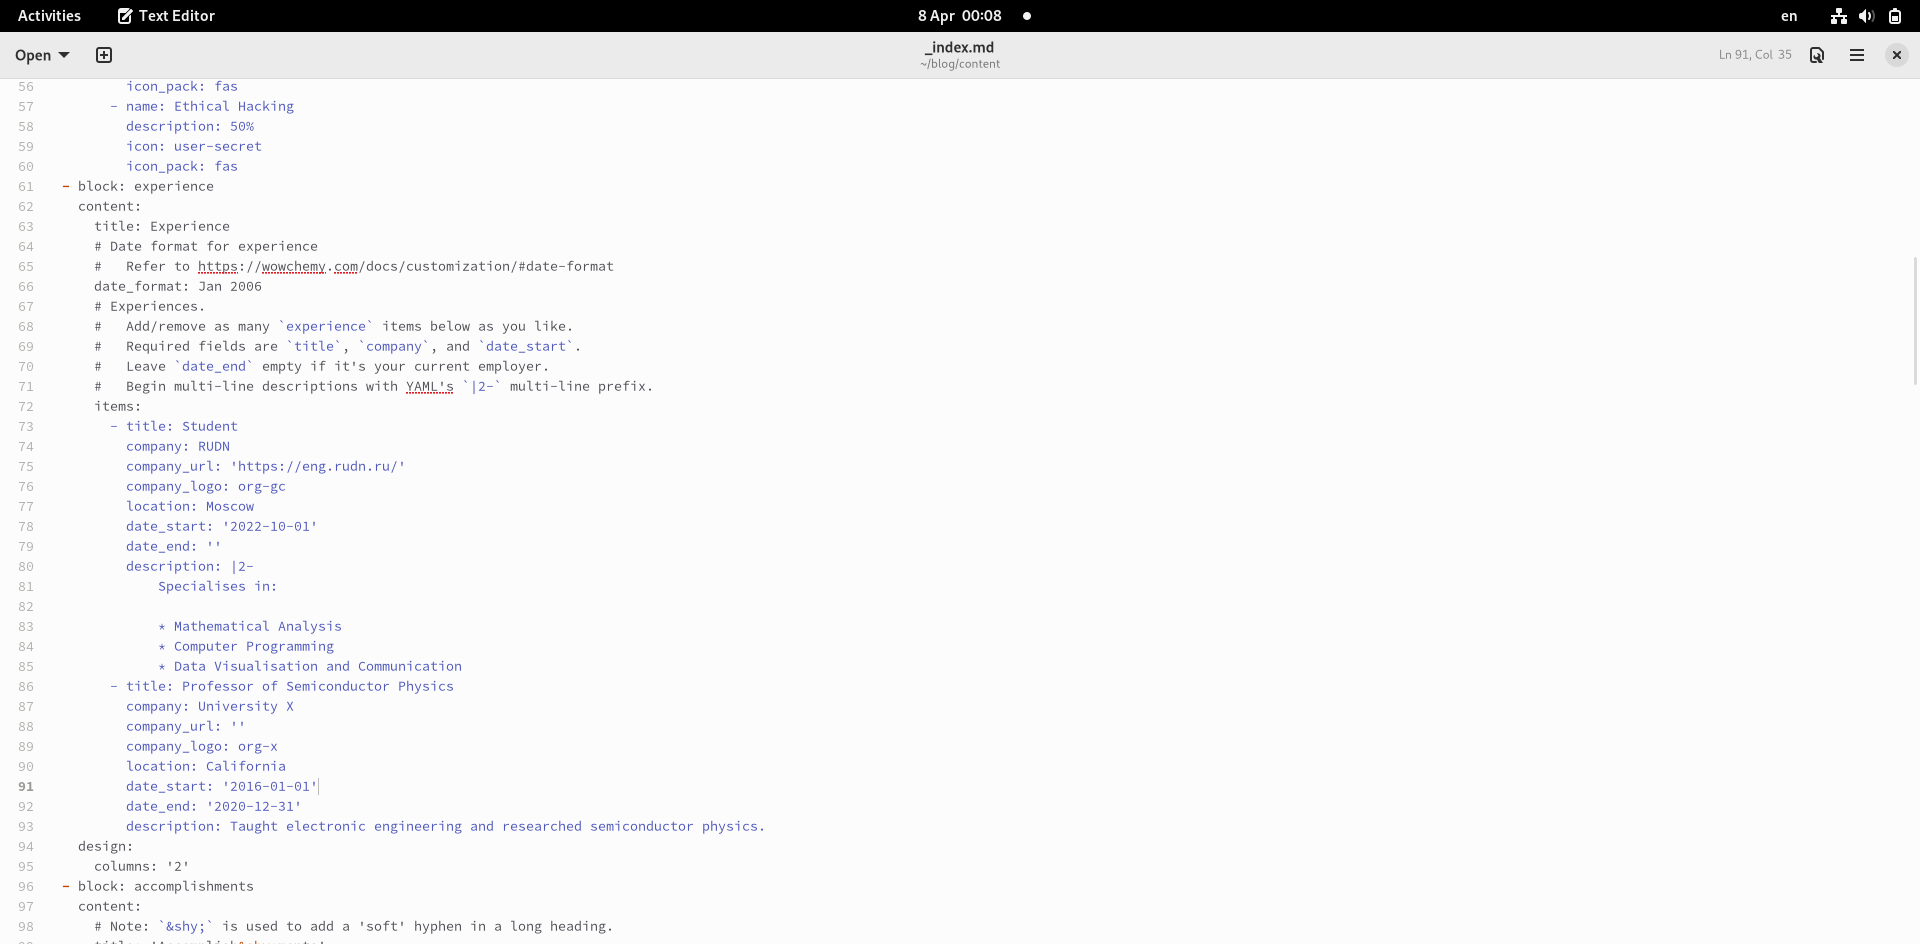 Activities Text Editor 8 Apr 00:08 en
Open _index.md Ln 91, Col 35
~/blog/content
56 icon_pack: fas
57 - name: Ethical Hacking
58 description: 50%
59 icon: user-secret
60 icon_pack: fas
61 - block: experience
62 content:
63 title: Experience
64 # Date format for experience
65 # Refer to https://wowchemy.com/docs/customization/#date-format
66 date_format: Jan 2006
67 # Experiences.
68 # Add/remove as many `experience` items below as you like.
69 # Required fields are `title`, `company`, and `date_start`.
70 # Leave `date_end` empty if it's your current employer.
71 # Begin multi-line descriptions with YAML's `|2-` multi-line prefix.
72 items:
73 - title: Student
74 company: RUDN
75 company_url: 'https://eng.rudn.ru/'
76 company_logo: org-gc
77 location: Moscow
78 date_start: '2022-10-01'
79 date_end: ''
80 description: |2-
81 Specialises in:
82
83 * Mathematical Analysis
84 * Computer Programming
85 * Data Visualisation and Communication
86 - title: Professor of Semiconductor Physics
87 company: University X
88 company_url: ''
89 company_logo: org-x
90 location: California
91 date_start: '2016-01-01'
92 date_end: '2020-12-31'
93 description: Taught electronic engineering and researched semiconductor physics.
94 design:
95 columns: '2'
96 - block: accomplishments
97 content:
98 # Note: `&shy;` is used to add a 'soft' hyphen in a long heading.